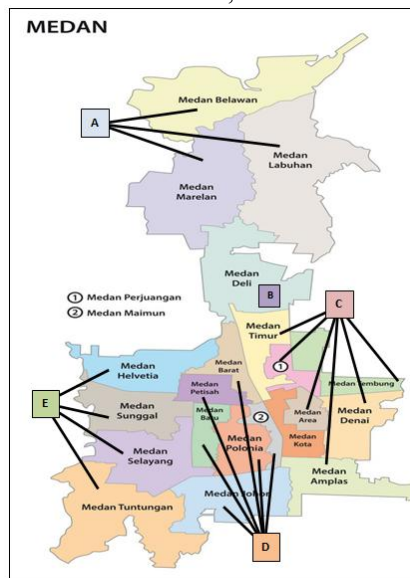 MEDAN
Medan Belawan
A
Medan
Labuhan
Medan
Marelan
Medan
Deli
B
1 Medan Perjuangan
2 Medan Maimun
C
Medan
Timur
Medan
Helvetia
Medan
Barat
1
Medan Tembung
Medan
Petisah
E
Medan
Sunggal
Medan
Baru
2
Medan
Area
Medan
Denai
Medan
Polonia
Medan
Kota
Medan
Selayang
Medan
Amplas
Medan Tuntungan
Medan Johor
D